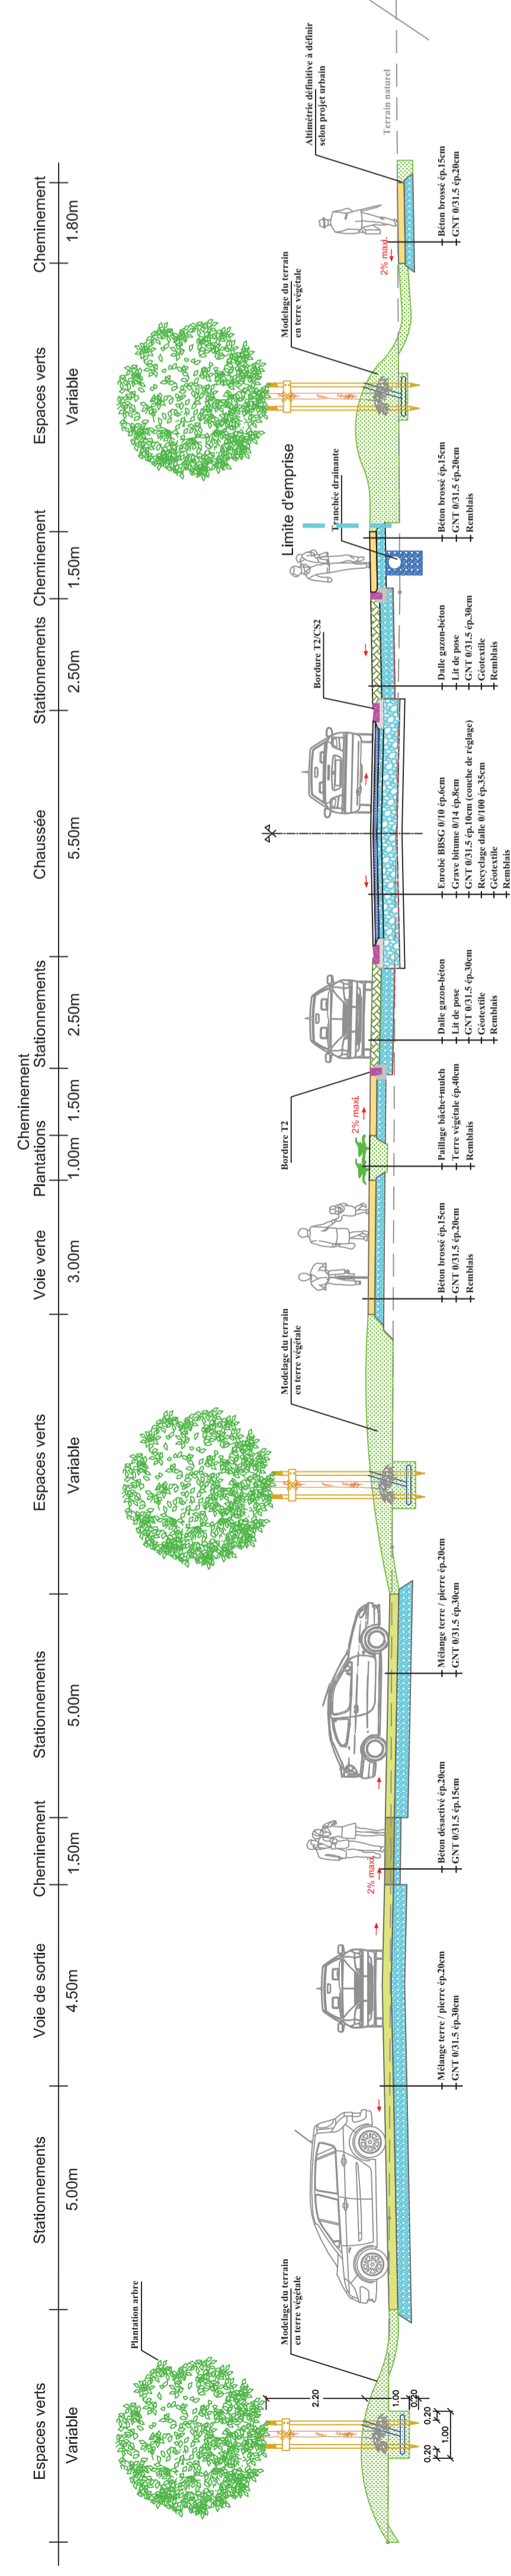 Espaces verts
Variable
Stationnements
5.00m
Voie de sortie
4.50m
Cheminement
1.50m
Stationnements
5.00m
Espaces verts
Variable
Voie verte
3.00m
Plantations
1.00m
Cheminement
1.50m
Stationnements
2.50m
Chaussée
5.50m
Stationnements
2.50m
Cheminement
1.50m
Espaces verts
Variable
Cheminement
1.80m
Plantation arbre
Modelage du terrain
en terre végétale
2.20
1.00
0.20
0.20
0.20
1.00
Mélange terre / pierre ép.20cm
GNT 0/31.5 ép.30cm
2% maxi.
Béton désactivé ép.20cm
GNT 0/31.5 ép.15cm
Mélange terre / pierre ép.20cm
GNT 0/31.5 ép.30cm
Modelage du terrain
en terre végétale
Béton brossé ép.15cm
GNT 0/31.5 ép.20cm
Remblais
Bordure T2
2% maxi.
Paillage bâche+mulch
Terre végétale ép.40cm
Remblais
Dalle gazon-béton
Lit de pose
GNT 0/31.5 ép.30cm
Géotextile
Remblais
Enrobé BBSG 0/10 ép.6cm
Grave bitume 0/14 ép.8cm
GNT 0/31.5 ép.10cm (couche de réglage)
Recyclage dalle 0/100 ép.35cm
Géotextile
Remblais
Bordure T2/CS2
Dalle gazon-béton
Lit de pose
GNT 0/31.5 ép.30cm
Géotextile
Remblais
Limite d'emprise
Tranchée drainante
Béton brossé ép.15cm
GNT 0/31.5 ép.20cm
Remblais
Modelage du terrain
en terre végétale
2% maxi.
Altimétrie définitive à définir
selon projet urbain
Terrain naturel
Béton brossé ép.15cm
GNT 0/31.5 ép.20cm